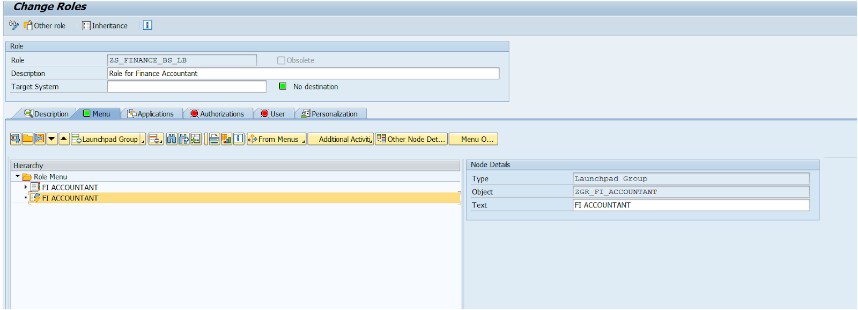 Change Roles
Other role Inheritance
Role
Role ZS_FINANCE_BS_LB Obsolete
Description Role for Finance Accountant
Target System No destination
Description Menu Applications Authorizations User Personalization
Launchpad Group From Menus Additional Activiti, Other Node Det... Menu O...
Hierarchy
Role Menu
FI ACCOUNTANT
FI ACCOUNTANT
Node Details
Type Launchpad Group
Object ZGR_FI_ACCOUNTANT
Text FI ACCOUNTANT